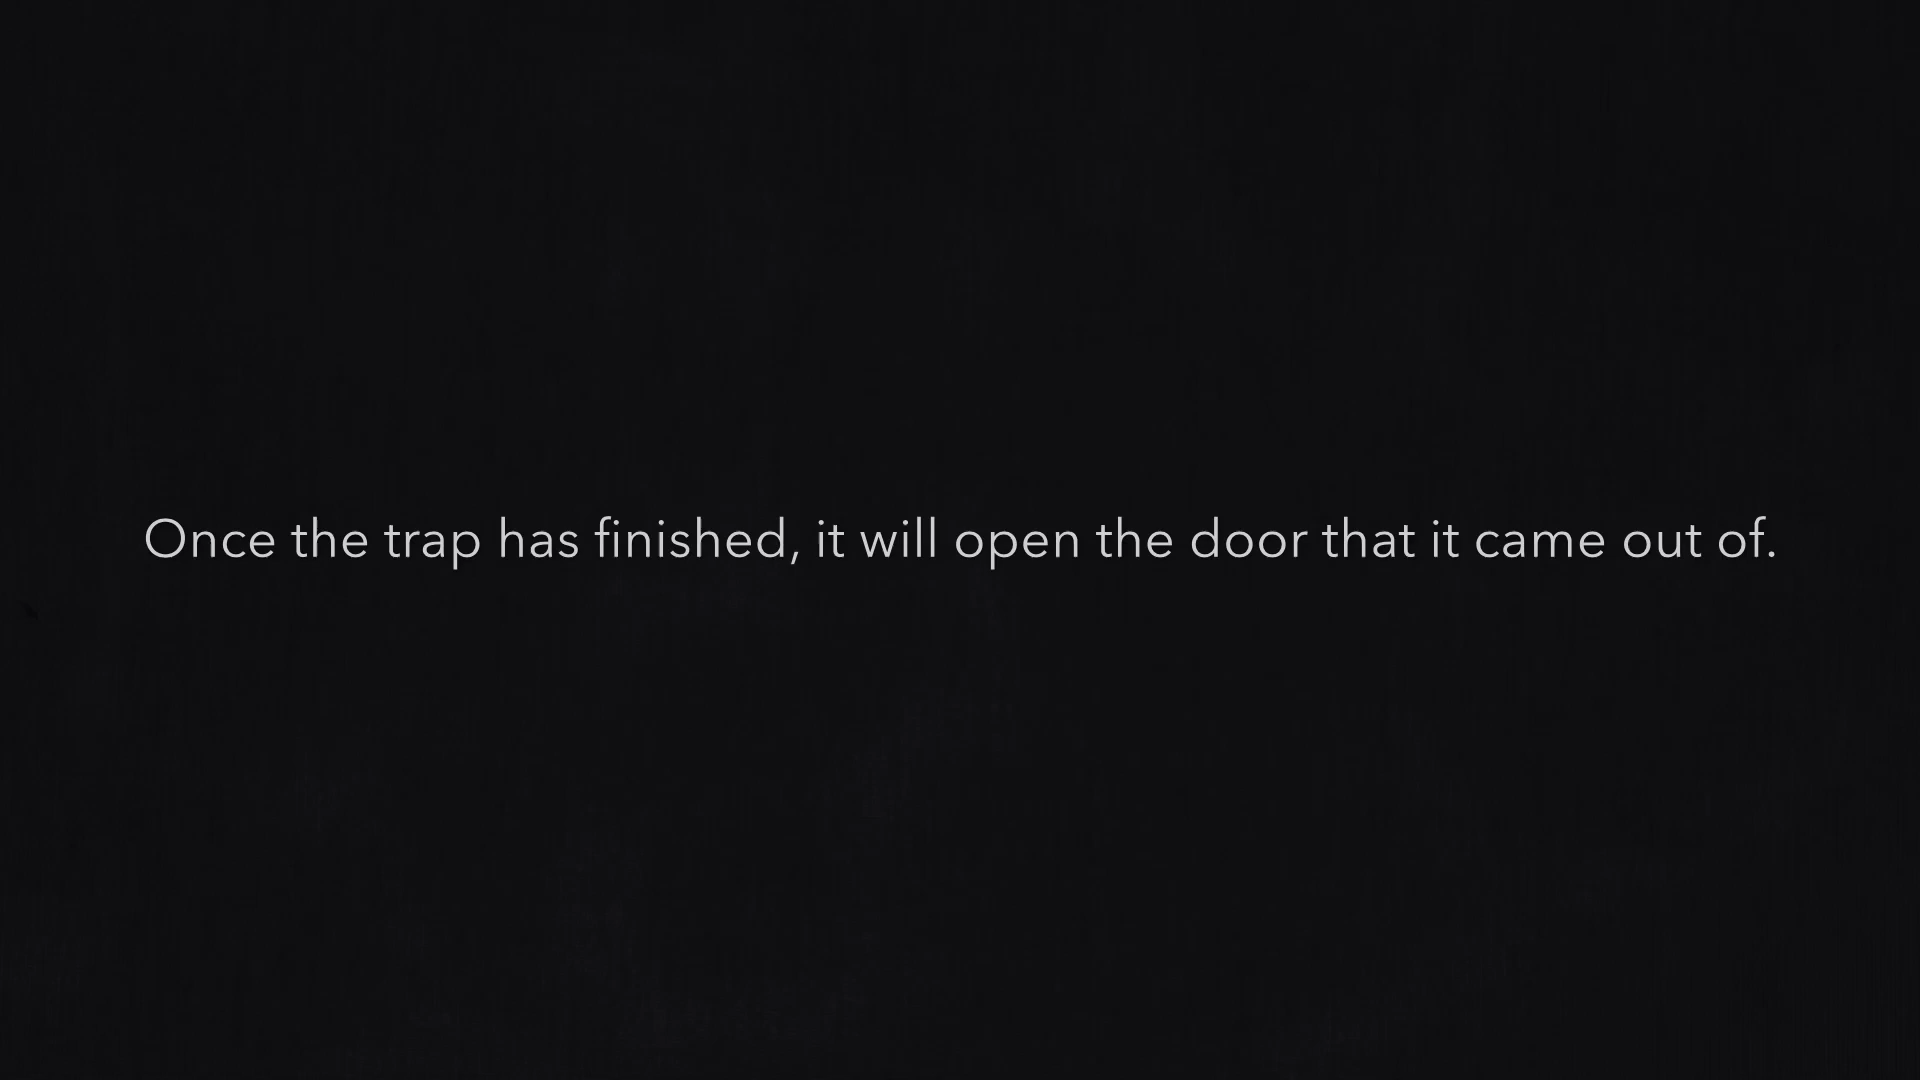 Once the trap has finished, it will open the door that it came out of.